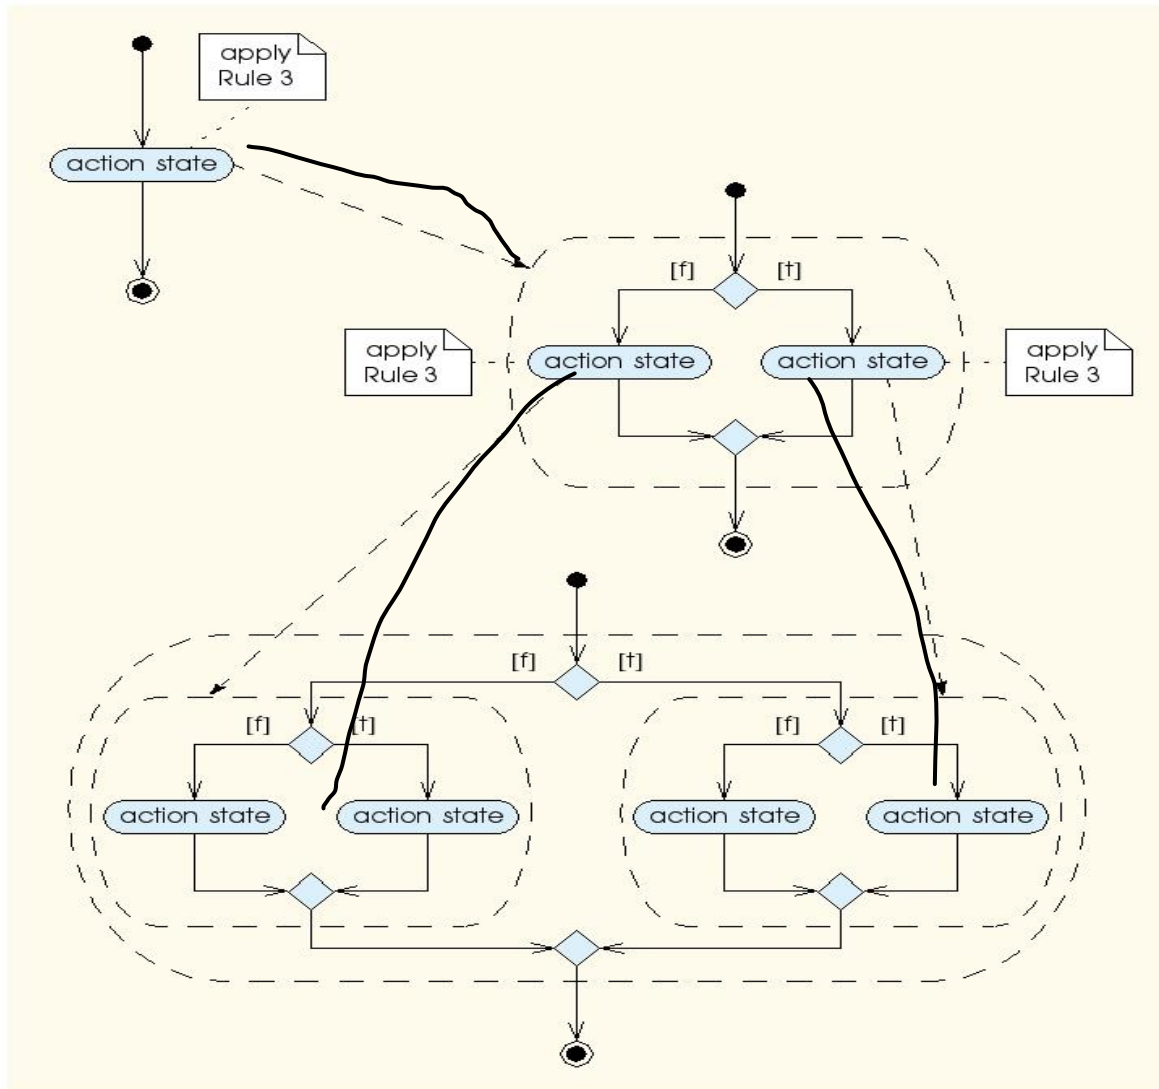 apply
Rule 3
action state
[f] [t]
apply
Rule 3
action state
action state
apply
Rule 3
[f] [t]
[f] [t]
[f] [t]
action state
action state
action state
action state